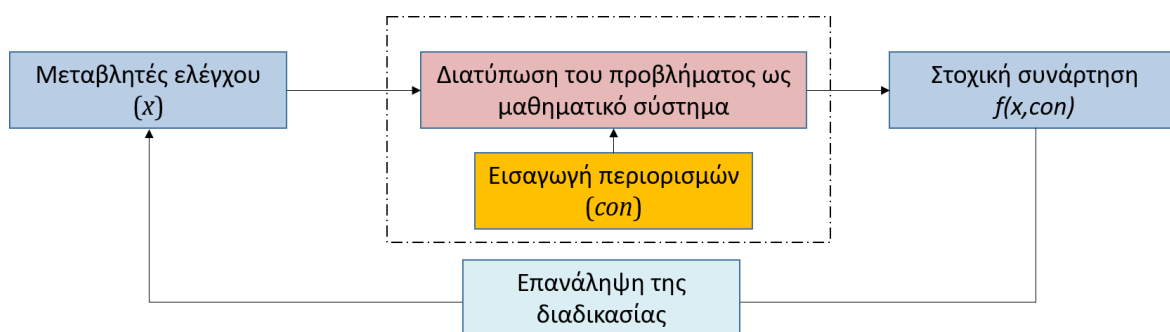 Μεταβλητές ελέγχου
(x)
Διατύπωση του προβλήματος ως
μαθηματικό σύστημα
Στοχική συνάρτηση
f(x,con)
Εισαγωγή περιορισμών
(con)
Επανάληψη της
διαδικασίας